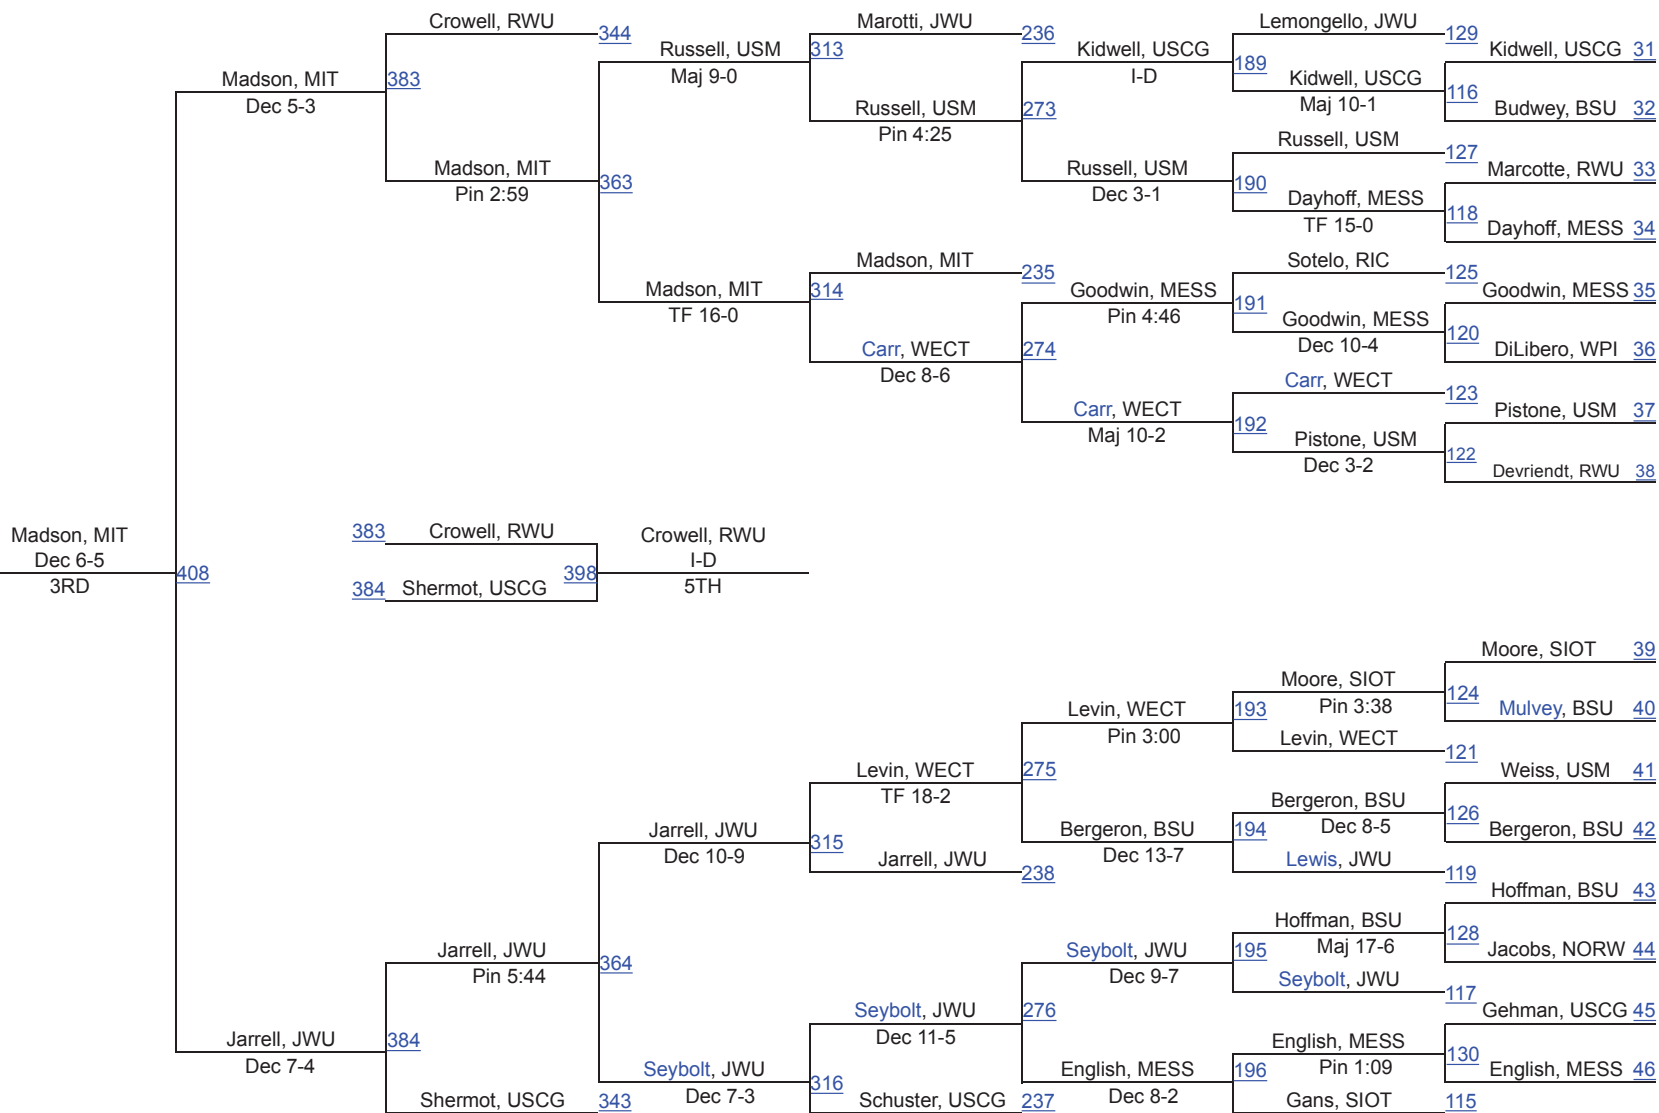 Crowell, RWU
344
Marotti, JWU
236
Lemongello, JWU
129
Russell, USM
313
Kidwell, USCG
Kidwell, USCG 31
Maj 9-0
I-D
189
Madson, MIT
383
Kidwell, USCG
116
Dec 5-3
Russell, USM
273
Maj 10-1
Budwey, BSU 32
Pin 4:25
Russell, USM
127
Madson, MIT
363
Russell, USM
190
Marcotte, RWU 33
Pin 2:59
Dec 3-1
Dayhoff, MESS
118
TF 15-0
Dayhoff, MESS 34
Madson, MIT
235
Sotelo, RIC
125
Madson, MIT
314
Goodwin, MESS
191
Goodwin, MESS 35
TF 16-0
Pin 4:46
Goodwin, MESS
120
Carr, WECT
274
Dec 10-4
DiLibero, WPI 36
Dec 8-6
Carr, WECT
123
Carr, WECT
192
Pistone, USM 37
Maj 10-2
Pistone, USM
122
Dec 3-2
Devriendt, RWU 38
Madson, MIT
383
Crowell, RWU
Crowell, RWU
Dec 6-5
I-D
408
398
3RD
384
Shermot, USCG
5TH
Moore, SIOT 39
Moore, SIOT
124
Levin, WECT
193
Pin 3:38
Mulvey, BSU 40
Pin 3:00
Levin, WECT
121
Levin, WECT
275
Weiss, USM 41
TF 18-2
Bergeron, BSU
126
Jarrell, JWU
315
Bergeron, BSU
194
Dec 8-5
Bergeron, BSU 42
Dec 10-9
Jarrell, JWU
238
Dec 13-7
Lewis, JWU
119
Hoffman, BSU 43
Hoffman, BSU
128
Jarrell, JWU
364
Seybolt, JWU
195
Maj 17-6
Jacobs, NORW 44
Pin 5:44
Dec 9-7
Seybolt, JWU
117
Seybolt, JWU
276
Gehman, USCG 45
Jarrell, JWU
384
Dec 11-5
English, MESS
130
Dec 7-4
Seybolt, JWU
316
English, MESS
196
Pin 1:09
English, MESS 46
Shermot, USCG
343
Dec 7-3
Schuster, USCG
237
Dec 8-2
Gans, SIOT
115